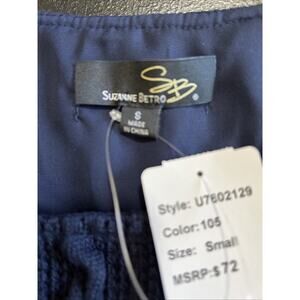 SB
SUZANNE BETRO®
S
MADE
IN CHINA
Style: U7602129
Color: 105
Size: Small
MSRP:$72